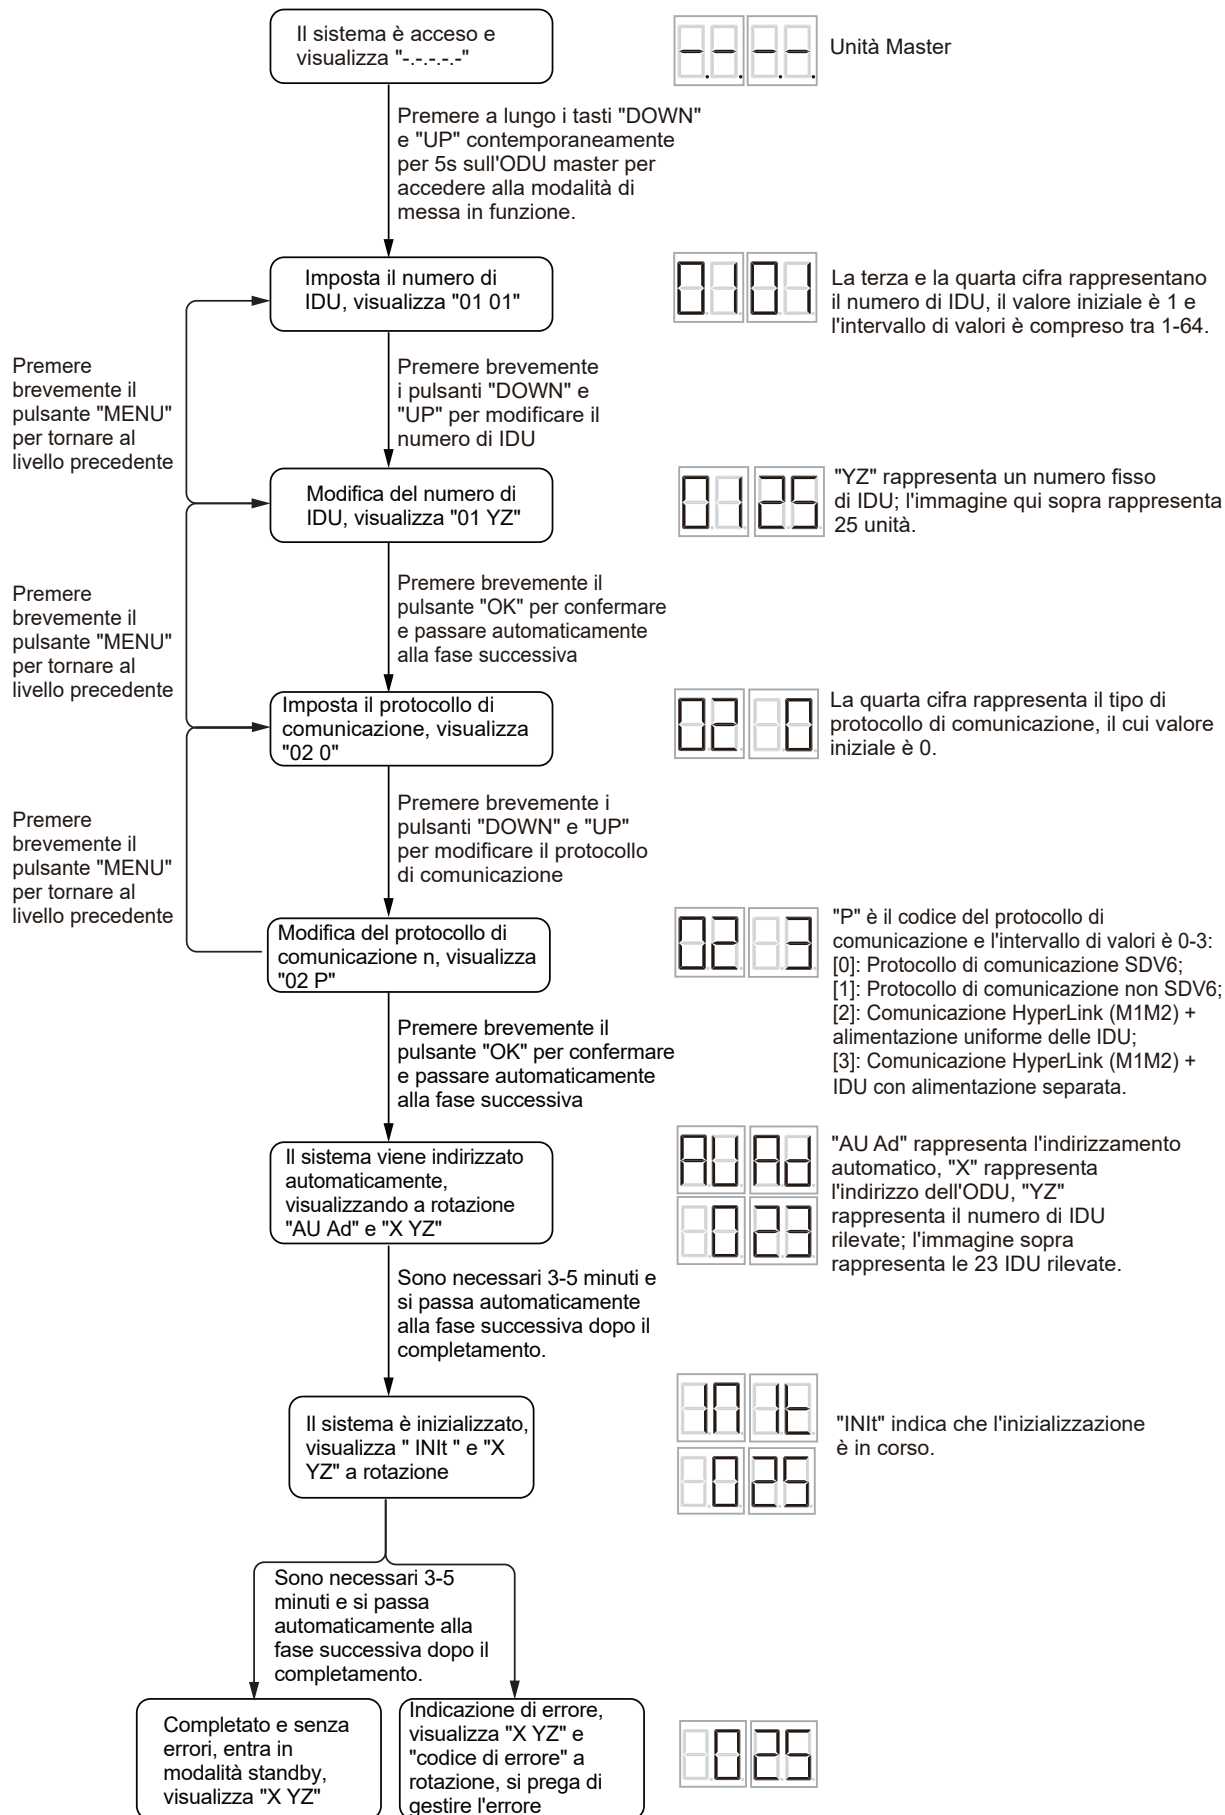 Il sistema è acceso e
visualizza "-.-.-.-.-"
-.-.-.-.
Unità Master
Premere a lungo i tasti "DOWN"
e "UP" contemporaneamente
per 5s sull'ODU master per
accedere alla modalità di
messa in funzione.
Imposta il numero di
IDU, visualizza "01 01"
0101
La terza e la quarta cifra rappresentano
il numero di IDU, il valore iniziale è 1 e
l'intervallo di valori è compreso tra 1-64.
Premere
brevemente il
pulsante "MENU"
per tornare al
livello precedente
Premere brevemente
i pulsanti "DOWN" e
"UP" per modificare il
numero di IDU
Modifica del numero di
IDU, visualizza "01 YZ"
0125
"YZ" rappresenta un numero fisso
di IDU; l'immagine qui sopra rappresenta
25 unità.
Premere
brevemente il
pulsante "MENU"
per tornare al
livello precedente
Premere brevemente il
pulsante "OK" per confermare
e passare automaticamente
alla fase successiva
Imposta il protocollo di
comunicazione, visualizza
"02 0"
02 0
La quarta cifra rappresenta il tipo di
protocollo di comunicazione, il cui valore
iniziale è 0.
Premere
brevemente il
pulsante "MENU"
per tornare al
livello precedente
Premere brevemente i
pulsanti "DOWN" e "UP"
per modificare il protocollo
di comunicazione
Modifica del protocollo di
comunicazione n, visualizza
"02 P"
02 3
"P" è il codice del protocollo di
comunicazione e l'intervallo di valori è 0-3:
[0]: Protocollo di comunicazione SDV6;
[1]: Protocollo di comunicazione non SDV6;
[2]: Comunicazione HyperLink (M1M2) +
alimentazione uniforme delle IDU;
[3]: Comunicazione HyperLink (M1M2) +
IDU con alimentazione separata.
Premere brevemente il
pulsante "OK" per confermare
e passare automaticamente
alla fase successiva
Il sistema viene indirizzato
automaticamente,
visualizzando a rotazione
"AU Ad" e "X YZ"
AU Ad
0 23
"AU Ad" rappresenta l'indirizzamento
automatico, "X" rappresenta
l'indirizzo dell'ODU, "YZ"
rappresenta il numero di IDU
rilevate; l'immagine sopra
rappresenta le 23 IDU rilevate.
Sono necessari 3-5 minuti e
si passa automaticamente
alla fase successiva dopo il
completamento.
Il sistema è inizializzato,
visualizza " INIt " e "X
YZ" a rotazione
INIt
0 25
"INIt" indica che l'inizializzazione
è in corso.
Sono necessari 3-5
minuti e si passa
automaticamente alla
fase successiva dopo il
completamento.
Completato e senza
errori, entra in
modalità standby,
visualizza "X YZ"
Indicazione di errore,
visualizza "X YZ" e
"codice di errore" a
rotazione, si prega di
gestire l'errore
0 25